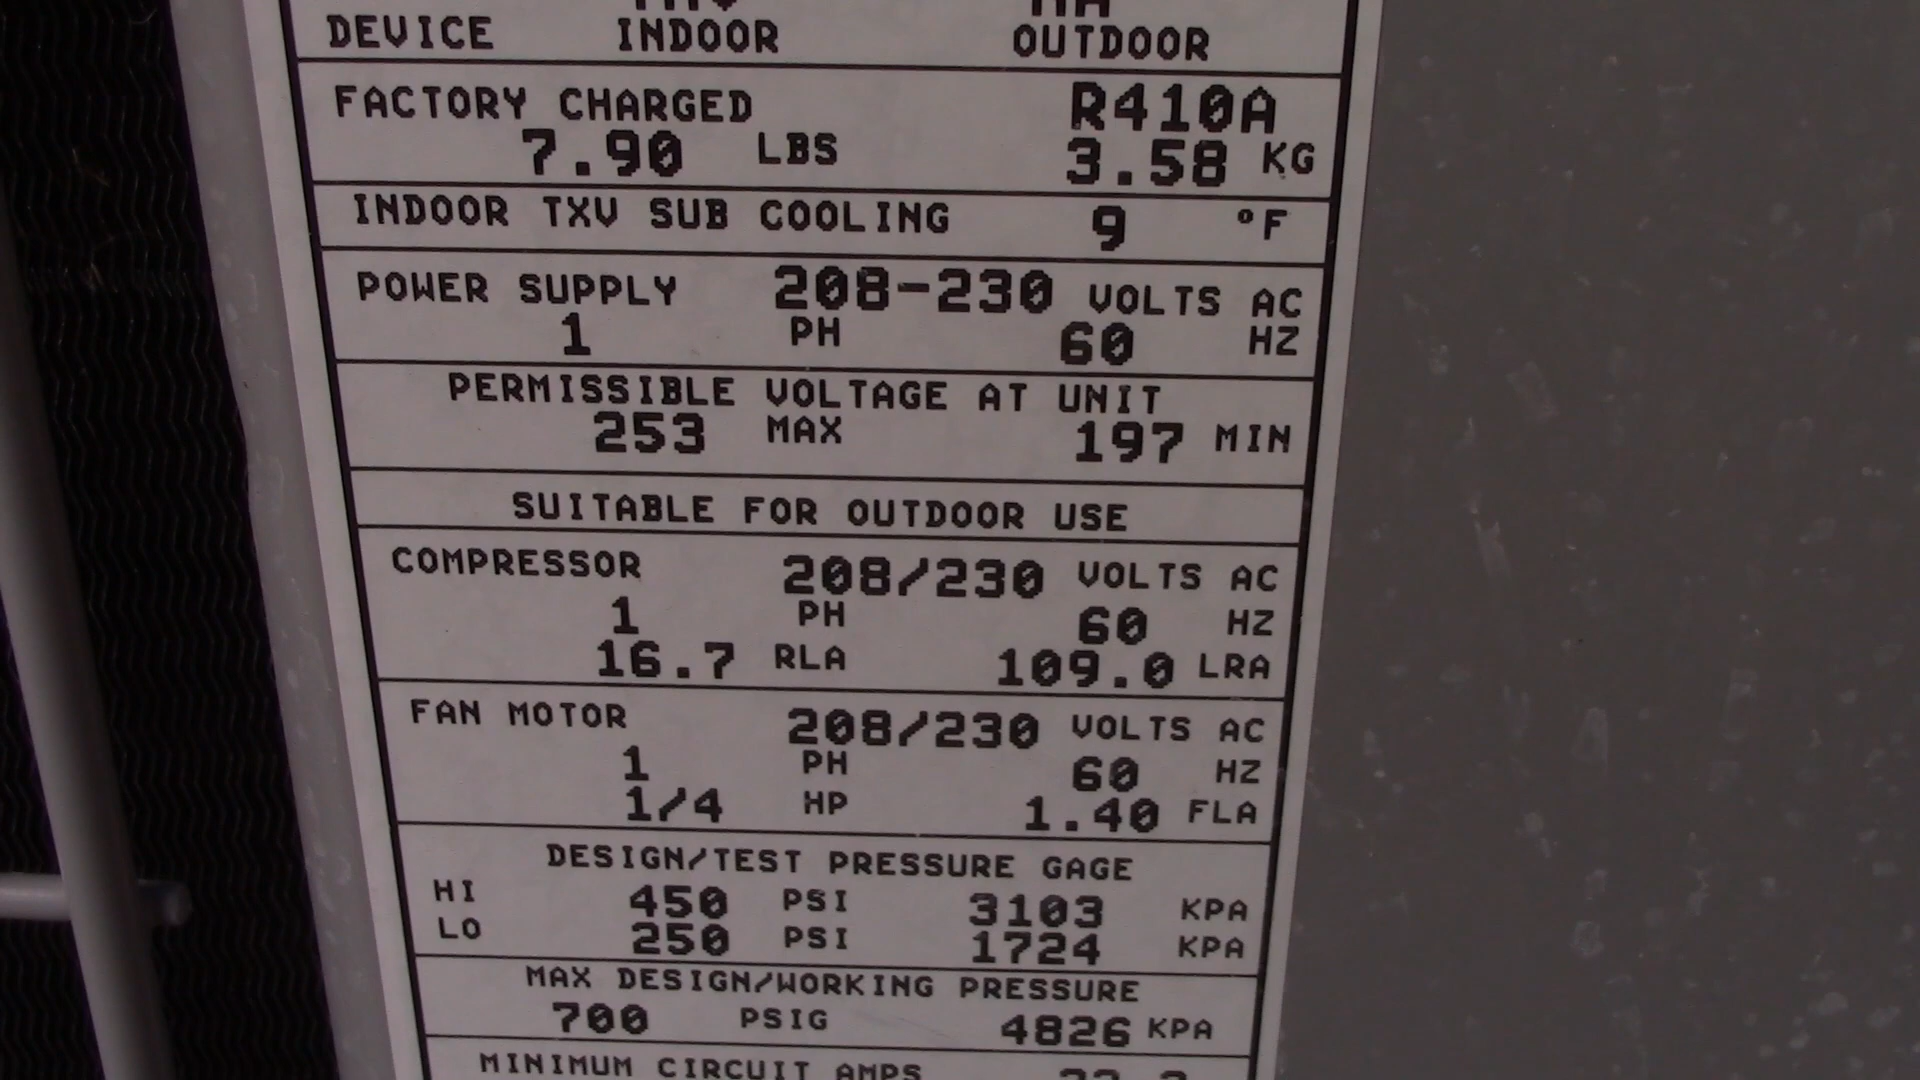 DEVICE INDOOR OUTDOOR
FACTORY CHARGED R410A
7.90 LBS 3.58 KG
INDOOR TXV SUB COOLING 9 °F
POWER SUPPLY 208-230 VOLTS AC
1 PH 60 HZ
PERMISSIBLE VOLTAGE AT UNIT
253 MAX 197 MIN
SUITABLE FOR OUTDOOR USE
COMPRESSOR 208/230 VOLTS AC
1 PH 60 HZ
16.7 RLA 109.0 LRA
FAN MOTOR 208/230 VOLTS AC
1 PH 60 HZ
1/4 HP 1.40 FLA
DESIGN/TEST PRESSURE GAGE
HI 450 PSI 3103 KPA
LO 250 PSI 1724 KPA
MAX DESIGN/WORKING PRESSURE
700 PSIG 4826 KPA
MINIMUM CIRCUIT AMPS